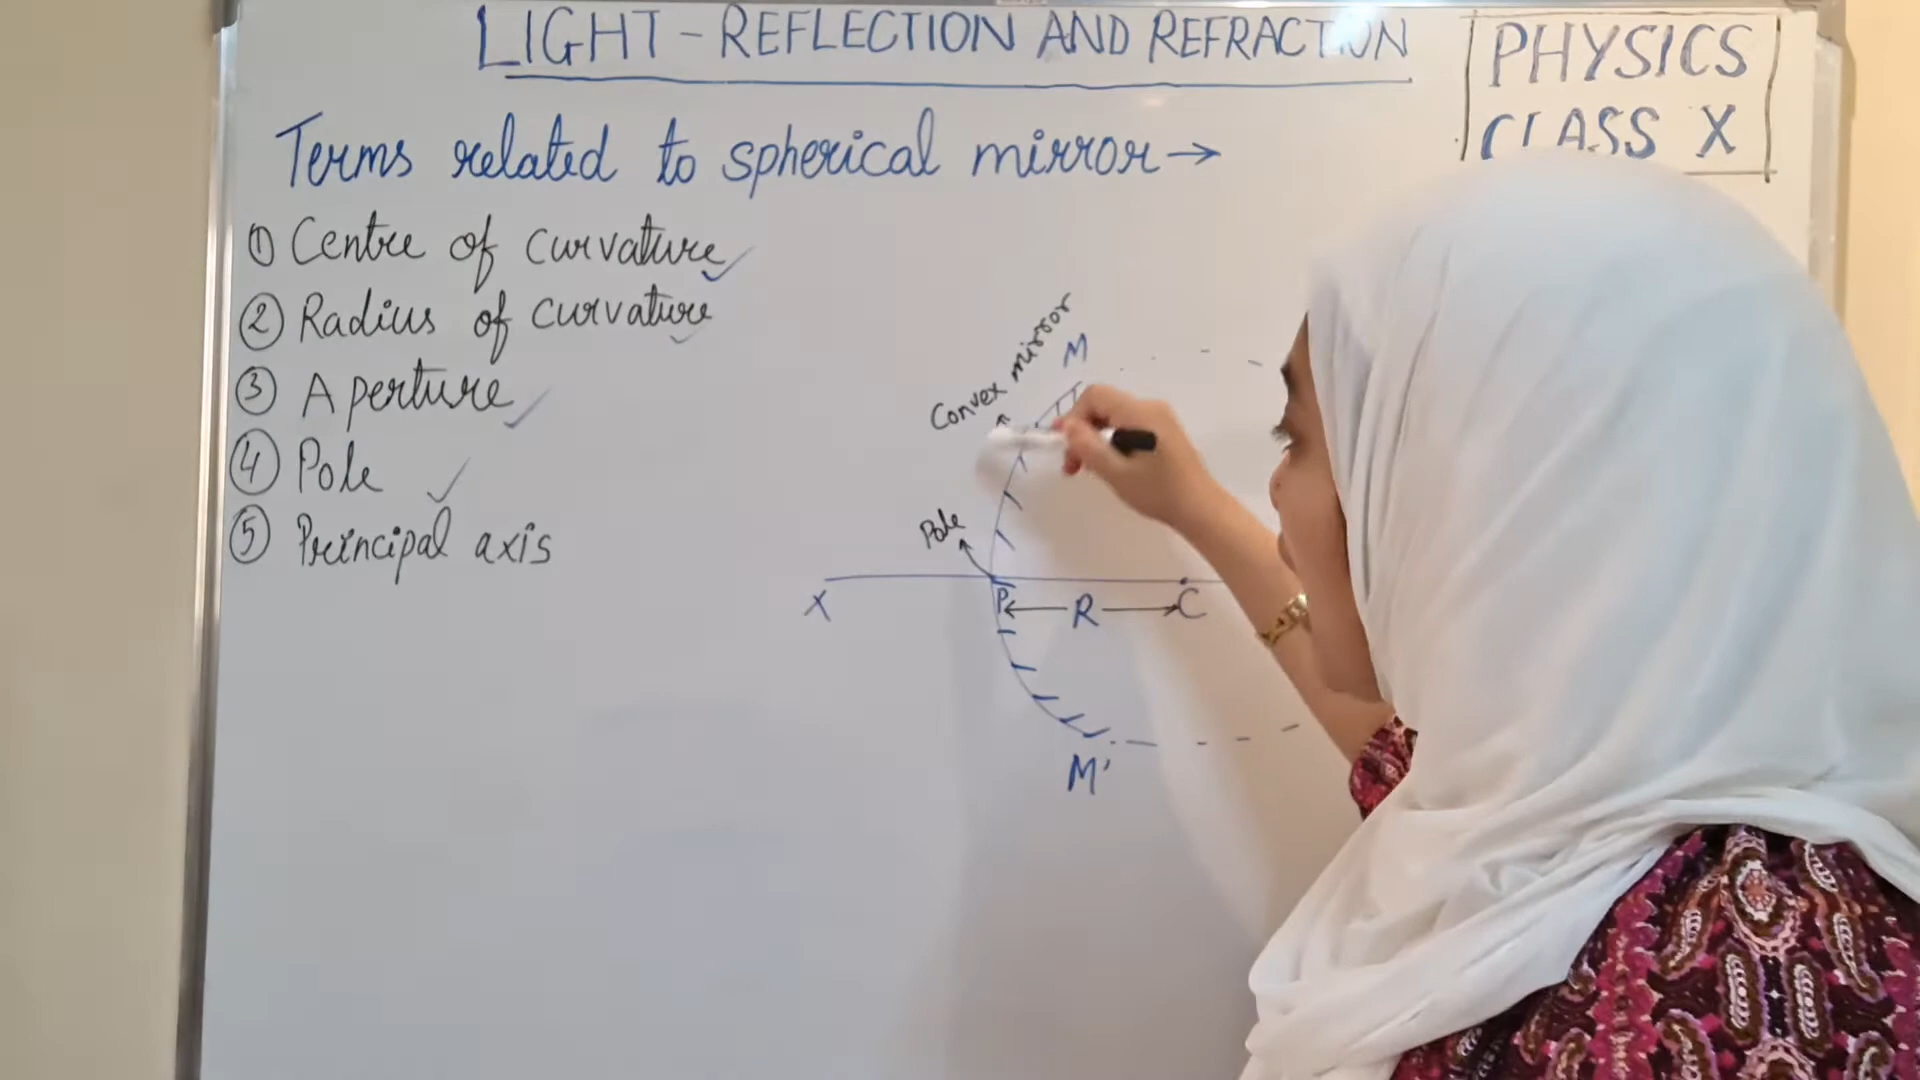 LIGHT - REFLECTION AND REFRACTION
PHYSICS
CLASS X
Terms related to spherical mirror →
① Centre of curvature ✓
② Radius of curvature ✓
③ Aperture ✓
④ Pole ✓
⑤ Principal axis
Convex mirror
M
Pole
X
P
R
C
M'